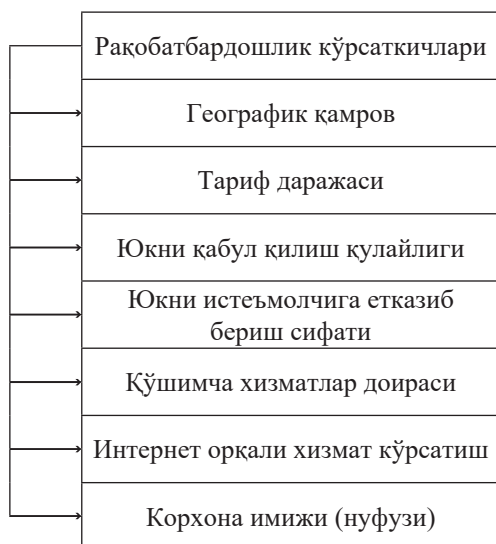 Рақобатбардошлик кўрсаткичлари
Географик қамров
Тариф даражаси
Юкни қабул қилиш қулайлиги
Юкни истеъмолчига етказиб
бериш сифати
Қўшимча хизматлар доираси
Интернет орқали хизмат кўрсатиш
Корхона имижи (нуфузи)